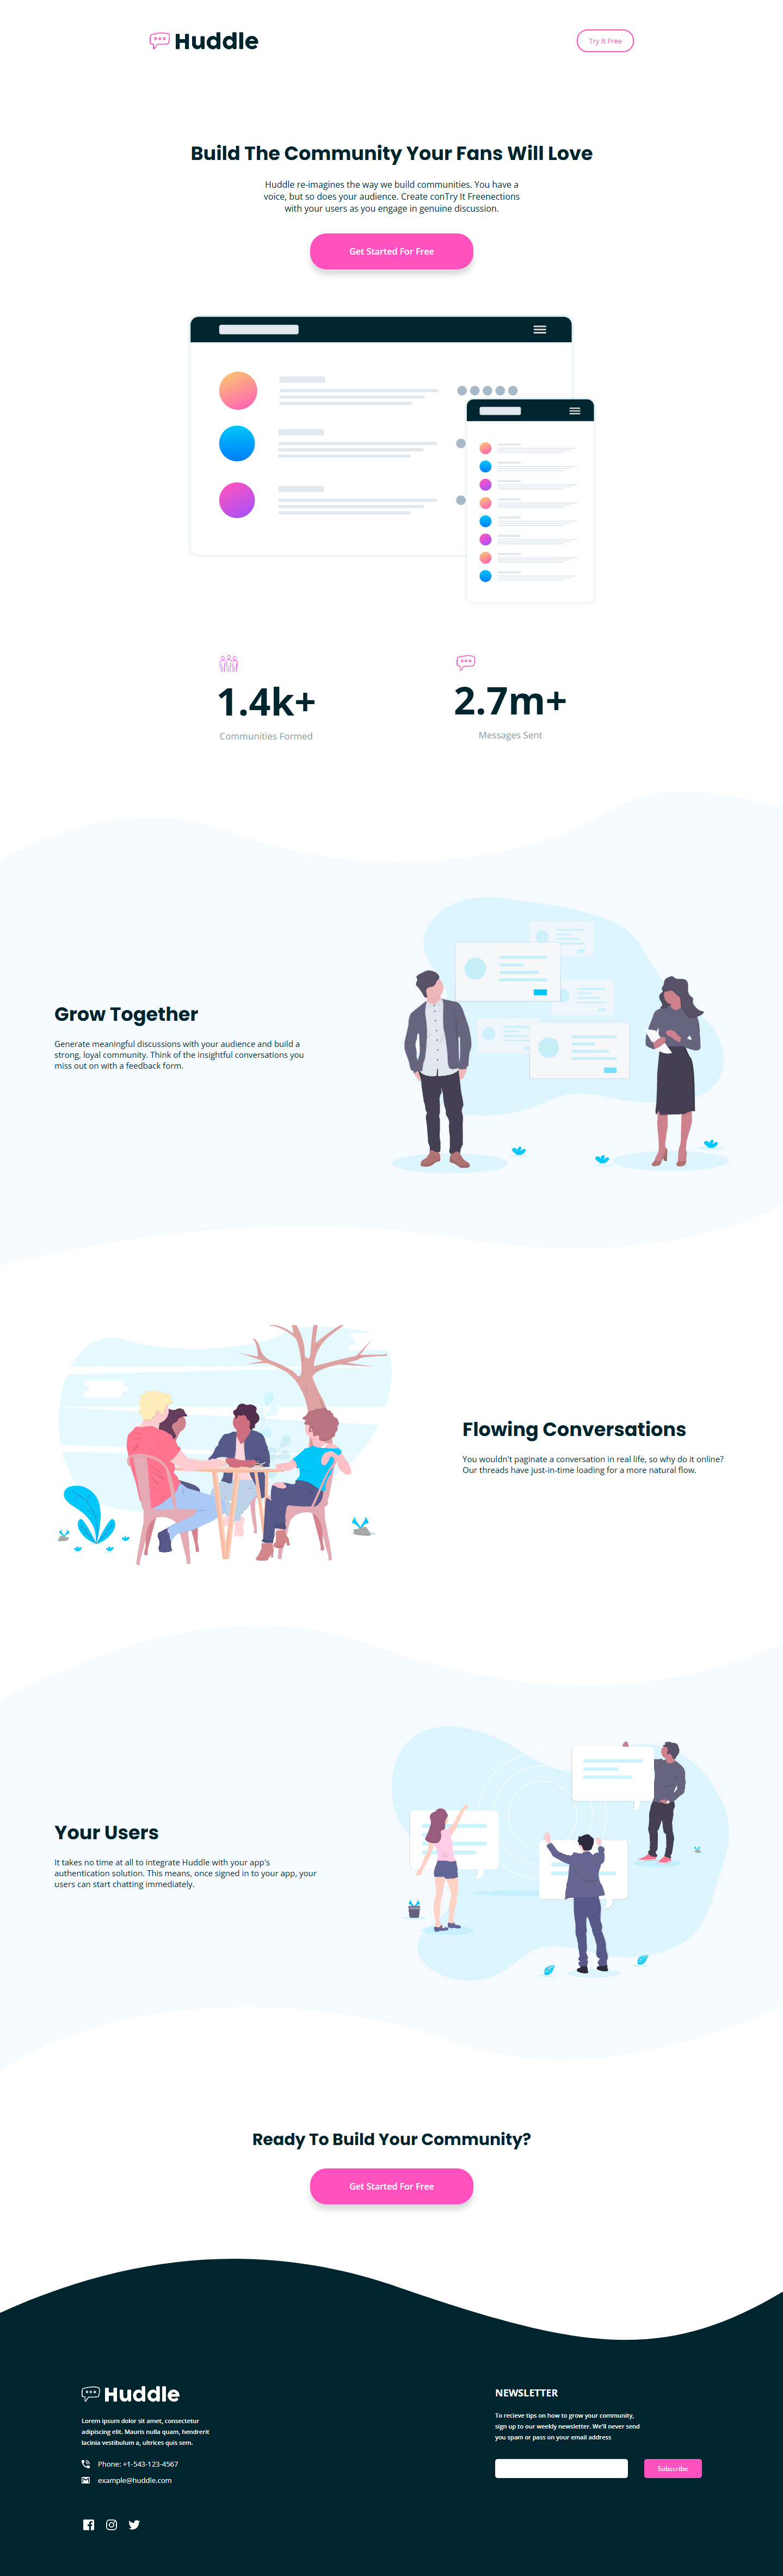 Huddle
Try It Free
Build The Community Your Fans Will Love
Huddle re-imagines the way we build communities. You have a
voice, but so does your audience. Create conTry It Freenections
with your users as you engage in genuine discussion.
Get Started For Free
1.4k+
Communities Formed
2.7m+
Messages Sent
Grow Together
Generate meaningful discussions with your audience and build a
strong, loyal community. Think of the insightful conversations you
miss out on with a feedback form.
Flowing Conversations
You wouldn't paginate a conversation in real life, so why do it online?
Our threads have just-in-time loading for a more natural flow.
Your Users
It takes no time at all to integrate Huddle with your app's
authentication solution. This means, once signed in to your app, your
users can start chatting immediately.
Ready To Build Your Community?
Get Started For Free
Huddle
Lorem ipsum dolor sit amet, consectetur
adipiscing elit. Mauris nulla quam, hendrerit
lacinia vestibulum a, ultrices quis sem.
Phone: +1-543-123-4567
example@huddle.com
NEWSLETTER
To recieve tips on how to grow your community,
sign up to our weekly newsletter. We'll never send
you spam or pass on your email address
Subscribe